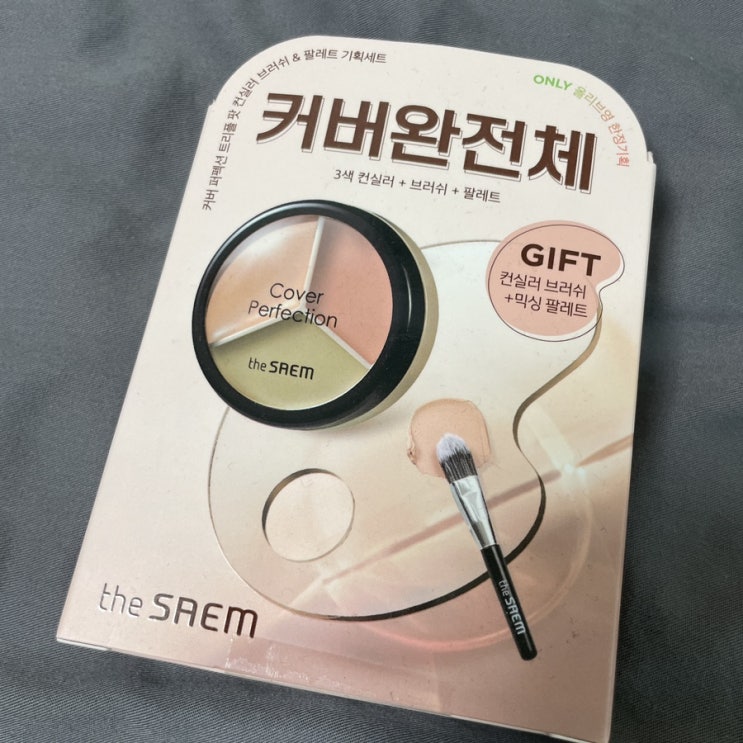 커버 퍼펙션 트리플 팟 컨실러 브러쉬 & 팔레트 기획세트
ONLY 올리브영 한정기획
커버완전체
3색 컨실러 + 브러쉬 + 팔레트
GIFT
컨실러 브러쉬
+믹싱 팔레트
Cover
Perfection
the SAEM
the SAEM
the SAEM